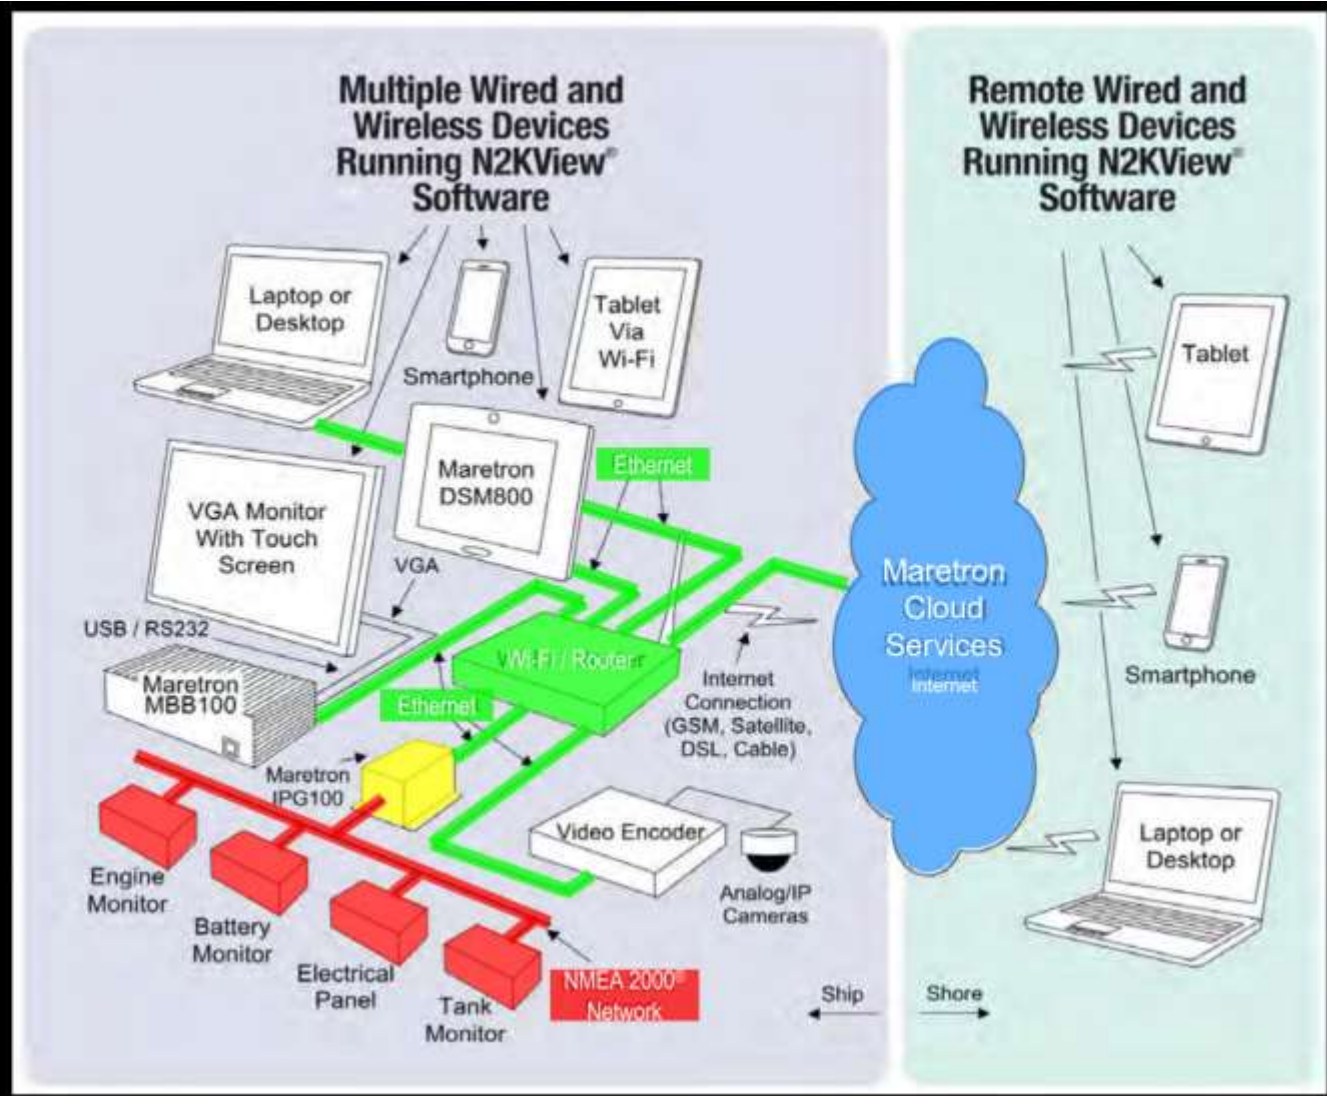 Multiple Wired and
Wireless Devices
Running N2KView®
Software
Remote Wired and
Wireless Devices
Running N2KView®
Software
Laptop or
Desktop
Smartphone
Tablet
Via
Wi-Fi
Tablet
Maretron
DSM800
Ethernet
VGA Monitor
With Touch
Screen
VGA
USB / RS232
Maretron
MBB100
Wi-Fi / Router
Ethernet
Maretron
IPG100
Internet
Connection
(GSM, Satellite,
DSL, Cable)
Maretron
Cloud
Services
Internet
Internet
Smartphone
Video Encoder
Analog/IP
Cameras
Laptop or
Desktop
Engine
Monitor
Battery
Monitor
Electrical
Panel
Tank
Monitor
NMEA 2000®
Network
Ship
Shore